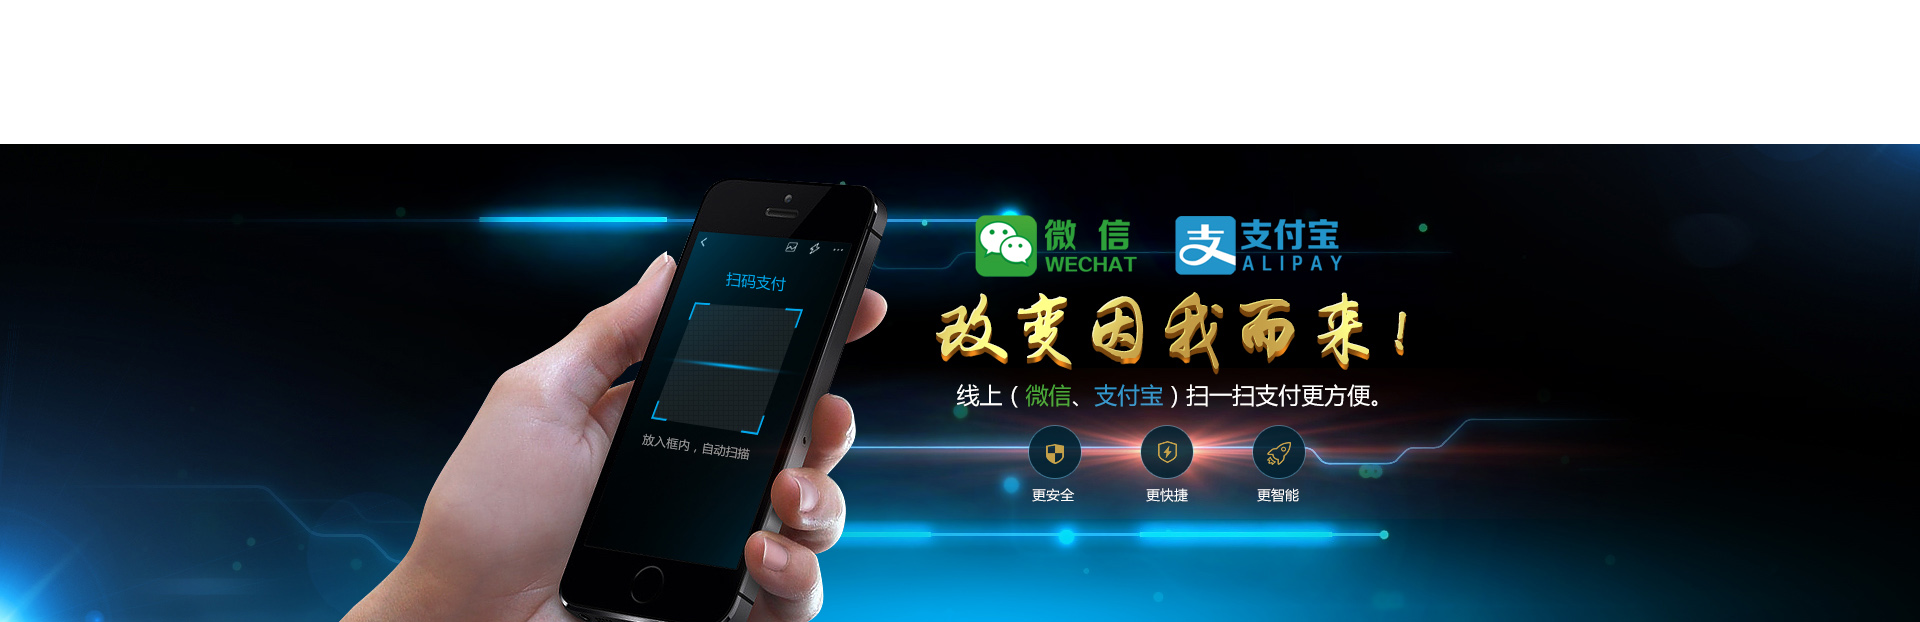 扫码支付
放入框内，自动扫描
微信
WECHAT
支付宝
ALIPAY
改变因我而来！
线上（微信、支付宝）扫一扫支付更方便。
更安全
更快捷
更智能